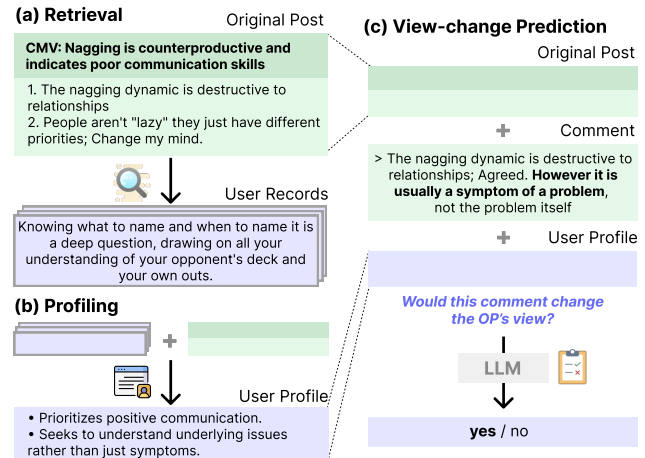 (a) Retrieval
Original Post
CMV: Nagging is counterproductive and
indicates poor communication skills
1. The nagging dynamic is destructive to
relationships
2. People aren't "lazy" they just have different
priorities; Change my mind.
User Records
Knowing what to name and when to name it is
a deep question, drawing on all your
understanding of your opponent's deck and
your own outs.
(b) Profiling
+
User Profile
• Prioritizes positive communication.
• Seeks to understand underlying issues
rather than just symptoms.
(c) View-change Prediction
Original Post
+
Comment
> The nagging dynamic is destructive to
relationships; Agreed. However it is
usually a symptom of a problem,
not the problem itself
+
User Profile
Would this comment change
the OP's view?
LLM
yes / no